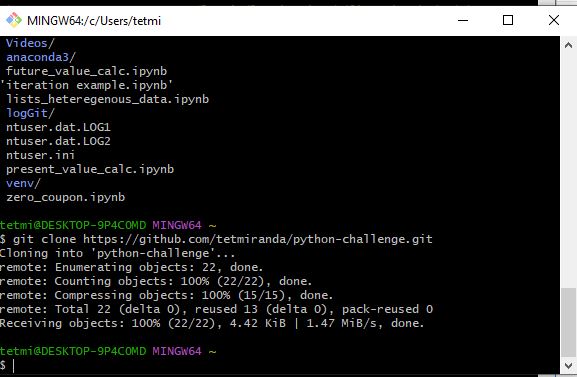 MINGW64:/c/Users/tetmi
Videos/
anaconda3/
future_value_calc.ipynb
'iteration example.ipynb'
lists_heteregenous_data.ipynb
logGit/
ntuser.dat.LOG1
ntuser.dat.LOG2
ntuser.ini
present_value_calc.ipynb
venv/
zero_coupon.ipynb
tetmi@DESKTOP-9P4C0MD MINGW64 ~
$ git clone https://github.com/tetmiranda/python-challenge.git
Cloning into 'python-challenge'...
remote: Enumerating objects: 22, done.
remote: Counting objects: 100% (22/22), done.
remote: Compressing objects: 100% (15/15), done.
remote: Total 22 (delta 0), reused 13 (delta 0), pack-reused 0
Receiving objects: 100% (22/22), 4.42 KiB | 1.47 MiB/s, done.
tetmi@DESKTOP-9P4C0MD MINGW64 ~
$